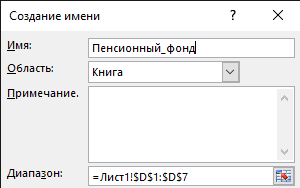 Создание имени ? ×
Имя: Пенсионный_фонд
Область: Книга
Примечание.
Диапазон: =Лист1!$D$1:$D$7